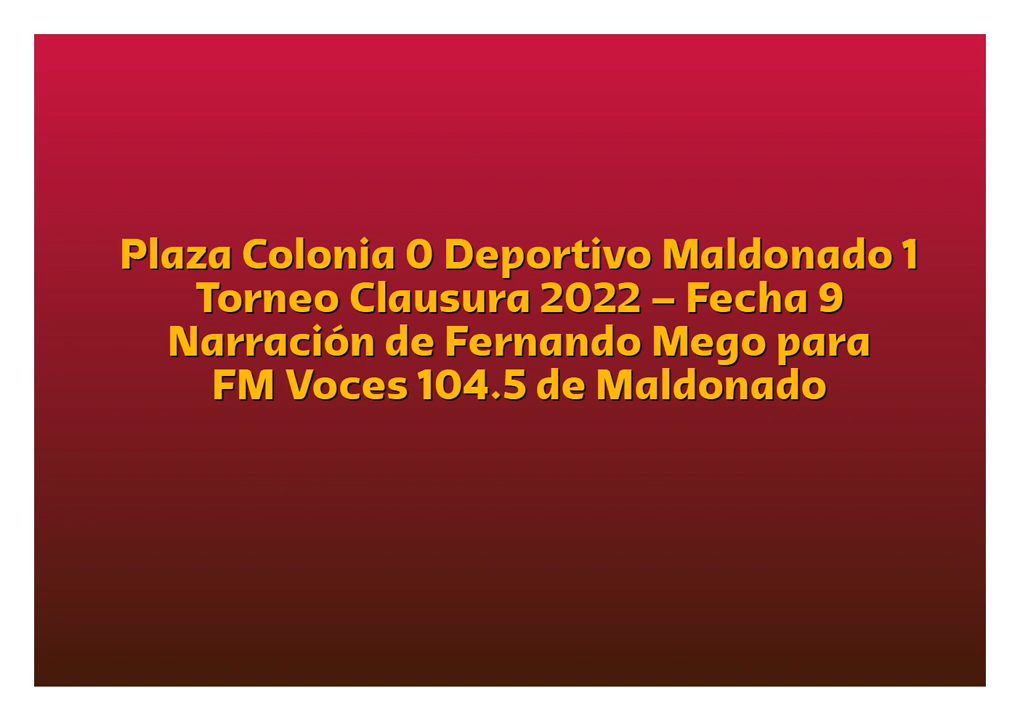 Plaza Colonia 0 Deportivo Maldonado 1
Torneo Clausura 2022 – Fecha 9
Narración de Fernando Mego para
FM Voces 104.5 de Maldonado